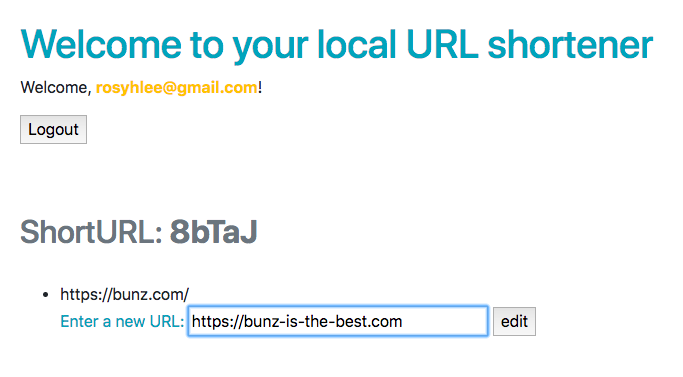 Welcome to your local URL shortener
Welcome, rosyhlee@gmail.com!
Logout
ShortURL: 8bTaJ
https://bunz.com/
Enter a new URL: https://bunz-is-the-best.com edit